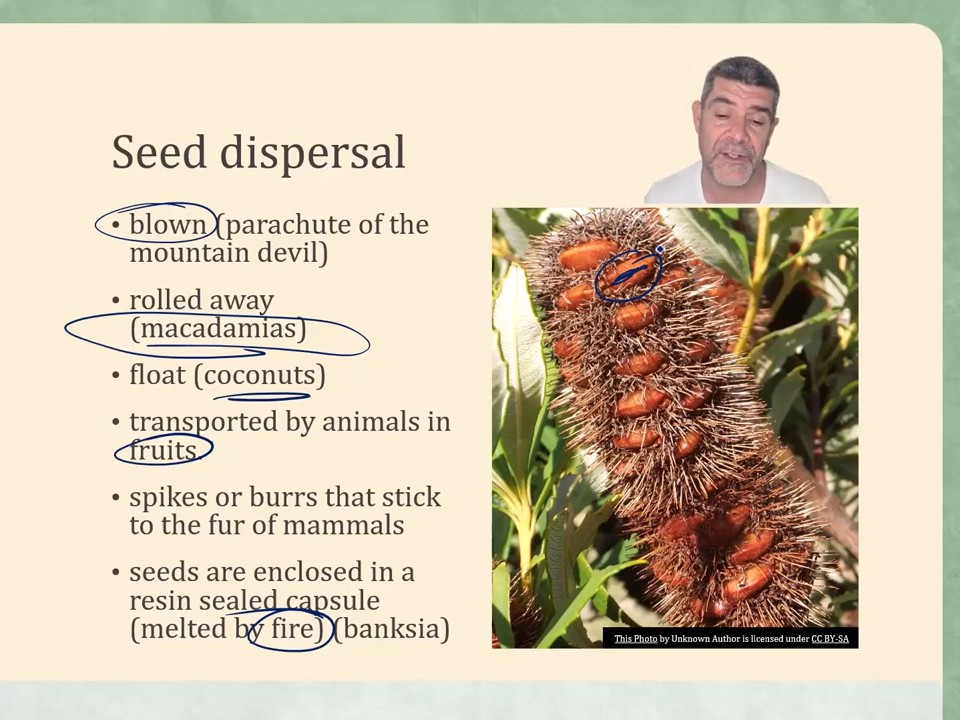 Seed dispersal
• blown (parachute of the
mountain devil)
• rolled away
(macadamias)
• float (coconuts)
• transported by animals in
fruits.
• spikes or burrs that stick
to the fur of mammals
• seeds are enclosed in a
resin sealed capsule
(melted by fire) (banksia)
This Photo by Unknown Author is licensed under CC BY-SA